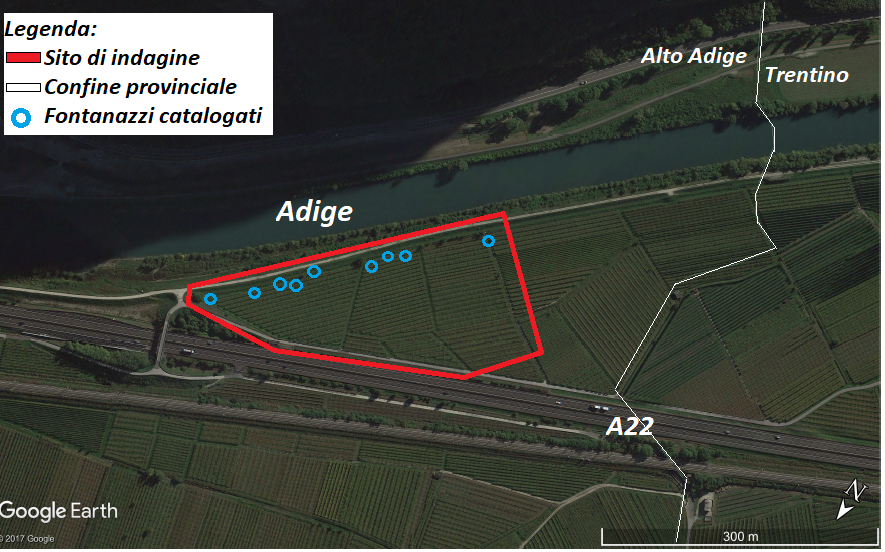 Legenda:
Sito di indagine
Confine provinciale
Fontanazzi catalogati
Alto Adige
Trentino
Adige
A22
N
Google Earth
© 2017 Google
300 m